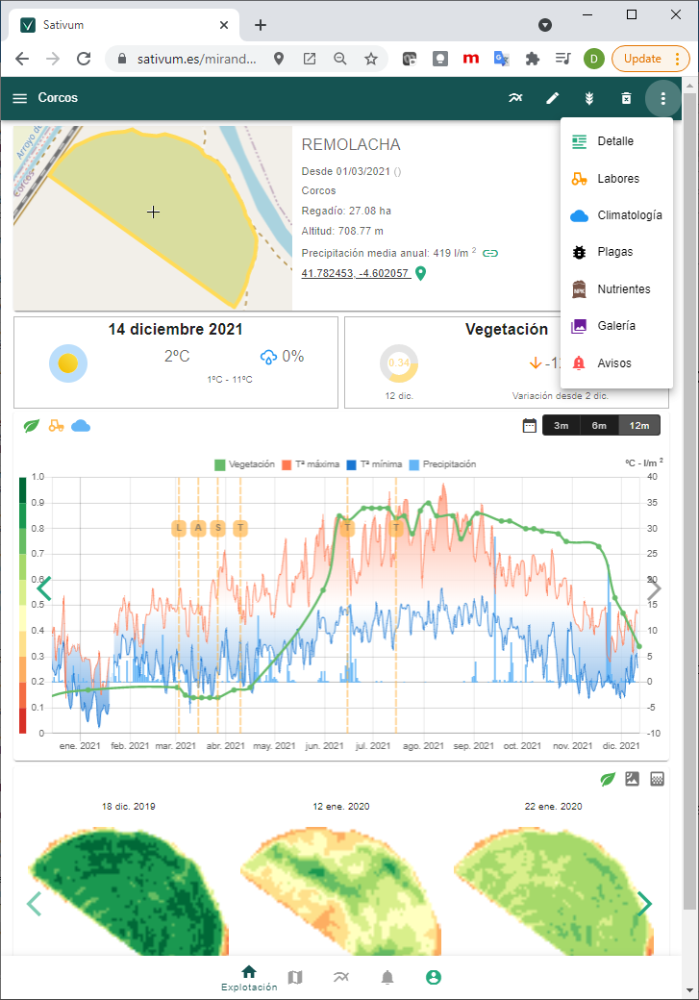 Sativum
sativum.es/mirand...
D
Update
Corcos
Arroyo de
Corcos
REMOLACHA
Desde 01/03/2021 ()
Corcos
Regadío: 27.08 ha
Altitud: 708.77 m
Precipitación media anual: 419 l/m 2
41.782453, -4.602057
Detalle
Labores
Climatología
Plagas
NPK
Nutrientes
Galería
Avisos
14 diciembre 2021
2ºC
0%
1ºC - 11ºC
Vegetación
0.34
12 dic.
Variación desde 2 dic.
3m 6m 12m
Vegetación Tª máxima Tª mínima Precipitación
ºC - l/m 2
1.0 40
0.9 35
0.8 30
L A S T T T
0.7 25
0.6 20
0.5 15
0.4 10
0.3 5
0.2 0
0.1 -5
0 -10
ene. 2021 feb. 2021 mar. 2021 abr. 2021 may. 2021 jun. 2021 jul. 2021 ago. 2021 sep. 2021 oct. 2021 nov. 2021 dic. 2021
18 dic. 2019 12 ene. 2020 22 ene. 2020
Explotación